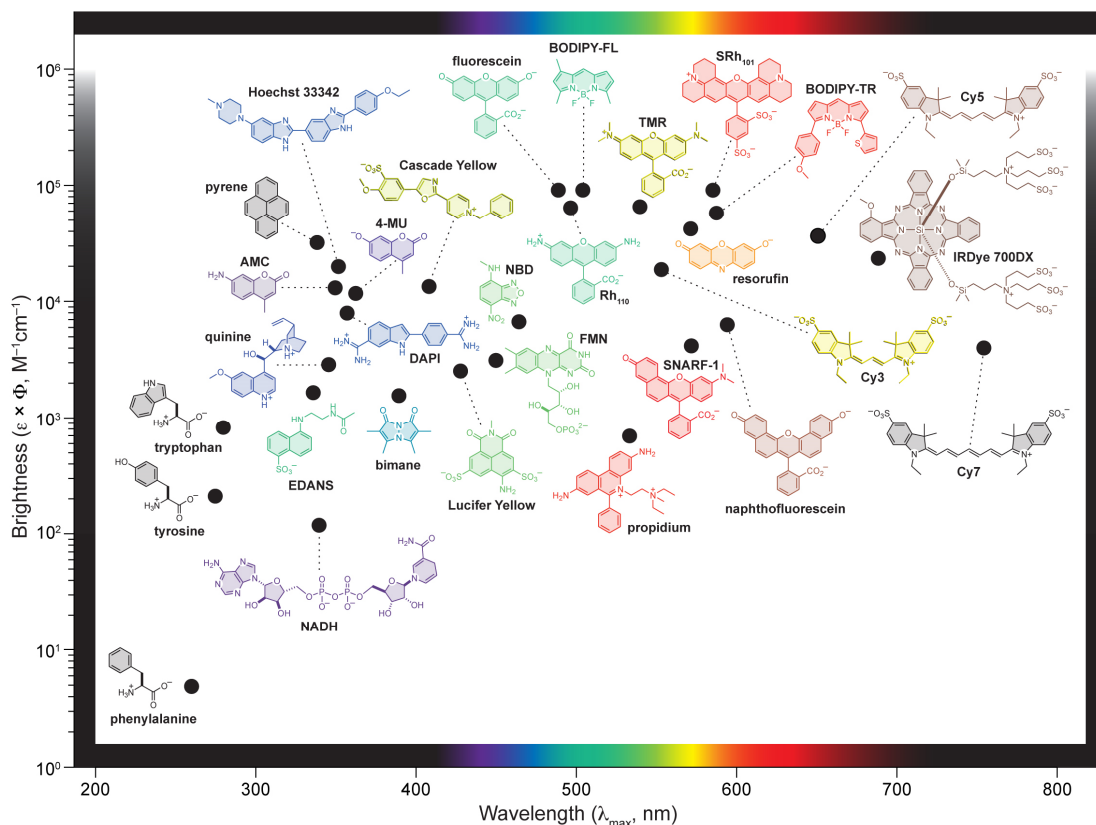 Brightness (ε × Φ, M⁻¹cm⁻¹)
10⁶
10⁵
10⁴
10³
10²
10¹
10⁰
200
300
400
500
600
700
800
Wavelength (λmax, nm)
Hoechst 33342
fluorescein
BODIPY-FL
SRh₁₀₁
BODIPY-TR
Cy5
TMR
Cascade Yellow
pyrene
4-MU
AMC
NBD
Rh₁₁₀
resorufin
IRDye 700DX
quinine
DAPI
FMN
SNARF-1
Cy3
tryptophan
EDANS
bimane
Lucifer Yellow
tyrosine
propidium
naphthofluorescein
Cy7
NADH
phenylalanine